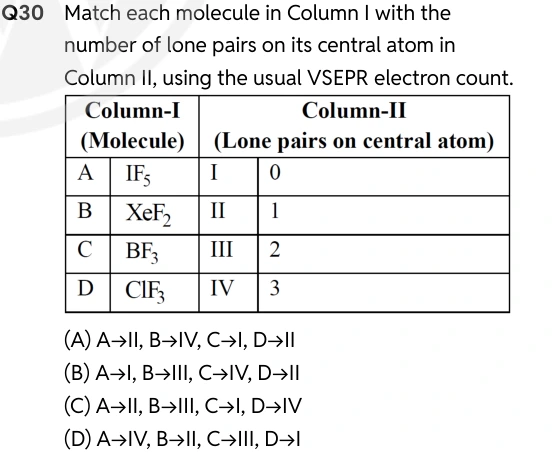 Q30 Match each molecule in Column I with the
number of lone pairs on its central atom in
Column II, using the usual VSEPR electron count.
Column-I Column-II
(Molecule) (Lone pairs on central atom)
A IF₅ I 0
B XeF₂ II 1
C BF₃ III 2
D ClF₃ IV 3
(A) A→II, B→IV, C→I, D→II
(B) A→I, B→III, C→IV, D→II
(C) A→II, B→III, C→I, D→IV
(D) A→IV, B→II, C→III, D→I